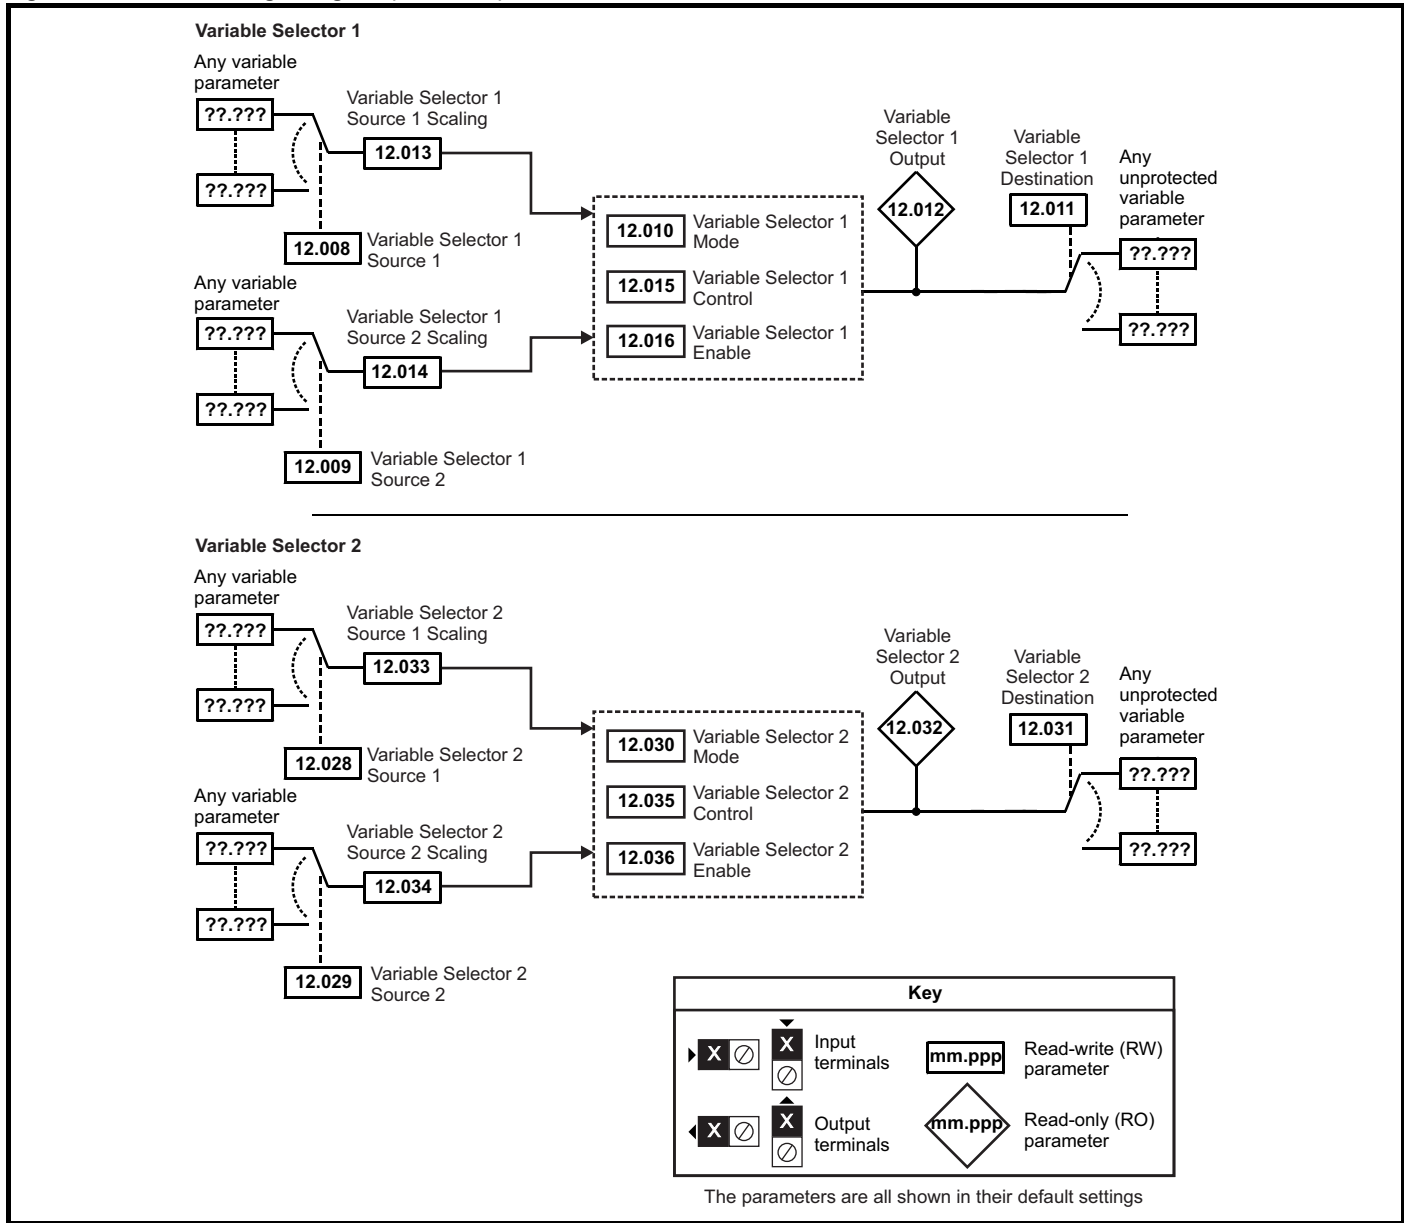 Variable Selector 1
Any variable
parameter
??.???
??.???
Variable Selector 1
Source 1 Scaling
12.013
12.008
Variable Selector 1
Source 1
Any variable
parameter
??.???
??.???
Variable Selector 1
Source 2 Scaling
12.014
12.009
Variable Selector 1
Source 2
12.010
Variable Selector 1
Mode
12.015
Variable Selector 1
Control
12.016
Variable Selector 1
Enable
Variable
Selector 1
Output
12.012
Variable
Selector 1
Destination
12.011
Any
unprotected
variable
parameter
??.???
??.???
Variable Selector 2
Any variable
parameter
??.???
??.???
Variable Selector 2
Source 1 Scaling
12.033
12.028
Variable Selector 2
Source 1
Any variable
parameter
??.???
??.???
Variable Selector 2
Source 2 Scaling
12.034
12.029
Variable Selector 2
Source 2
12.030
Variable Selector 2
Mode
12.035
Variable Selector 2
Control
12.036
Variable Selector 2
Enable
Variable
Selector 2
Output
12.032
Variable
Selector 2
Destination
12.031
Any
unprotected
variable
parameter
??.???
??.???
Key
X
X
Input
terminals
mm.ppp
Read-write (RW)
parameter
X
X
Output
terminals
mm.ppp
Read-only (RO)
parameter
The parameters are all shown in their default settings